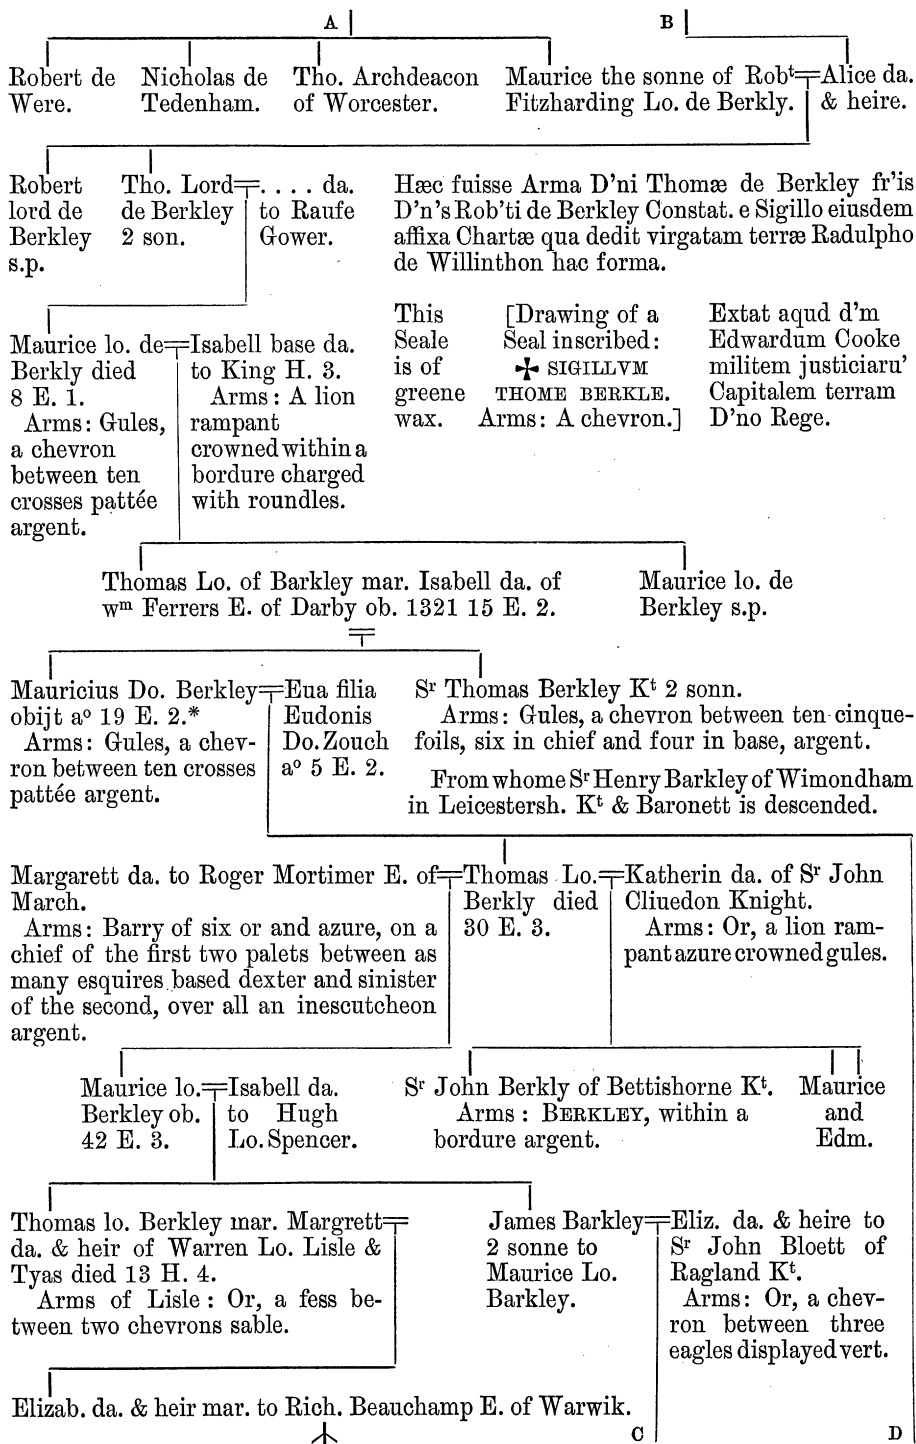 A B
Robert de
Were.
Nicholas de
Tedenham.
Tho. Archdeacon
of Worcester.
Maurice the sonne of Robᵗ
Fitzharding Lo. de Berkly.
Alice da.
& heire.
Robert
lord de
Berkley
s.p.
Tho. Lord
de Berkley
2 son.
. . . . da.
to Raufe
Gower.
Hæc fuisse Arma D'ni Thomæ de Berkley fr'is
D'n's Rob'ti de Berkley Constat. e Sigillo eiusdem
affixa Chartæ qua dedit virgatam terræ Radulpho
de Willinthon hac forma.
This
Seale
is of
greene
wax.
[Drawing of a
Seal inscribed:
✠ SIGILLVM
THOME BERKLE.
Arms: A chevron.]
Extat aqud d'm
Edwardum Cooke
militem justiciaru'
Capitalem terram
D'no Rege.
Maurice lo. de
Berkly died
8 E. 1.
Arms: Gules,
a chevron
between ten
crosses pattée
argent.
Isabell base da.
to King H. 3.
Arms: A lion
rampant
crowned within a
bordure charged
with roundles.
Thomas Lo. of Barkley mar. Isabell da. of
wᵐ Ferrers E. of Darby ob. 1321 15 E. 2.
Maurice lo. de
Berkley s.p.
Mauricius Do. Berkley
obijt aᵒ 19 E. 2.*
Arms: Gules, a chev-
ron between ten crosses
pattée argent.
Eua filia
Eudonis
Do. Zouch
aᵒ 5 E. 2.
Sʳ Thomas Berkley Kᵗ 2 sonn.
Arms: Gules, a chevron between ten cinque-
foils, six in chief and four in base, argent.
From whome Sʳ Henry Barkley of Wimondham
in Leicestersh. Kᵗ & Baronett is descended.
Margarett da. to Roger Mortimer E. of
March.
Arms: Barry of six or and azure, on a
chief of the first two palets between as
many esquires based dexter and sinister
of the second, over all an inescutcheon
argent.
Thomas Lo.
Berkly died
30 E. 3.
Katherin da. of Sʳ John
Cliuedon Knight.
Arms: Or, a lion ram-
pant azure crowned gules.
Maurice lo.
Berkley ob.
42 E. 3.
Isabell da.
to Hugh
Lo. Spencer.
Sʳ John Berkly of Bettishorne Kᵗ.
Arms: BERKLEY, within a
bordure argent.
Maurice
and
Edm.
Thomas lo. Berkley mar. Margrett
da. & heir of Warren Lo. Lisle &
Tyas died 13 H. 4.
Arms of Lisle: Or, a fess be-
tween two chevrons sable.
James Barkley
2 sonne to
Maurice Lo.
Barkley.
Eliz. da. & heire to
Sʳ John Bloett of
Ragland Kᵗ.
Arms: Or, a chev-
ron between three
eagles displayed vert.
Elizab. da. & heir mar. to Rich. Beauchamp E. of Warwik.
C D